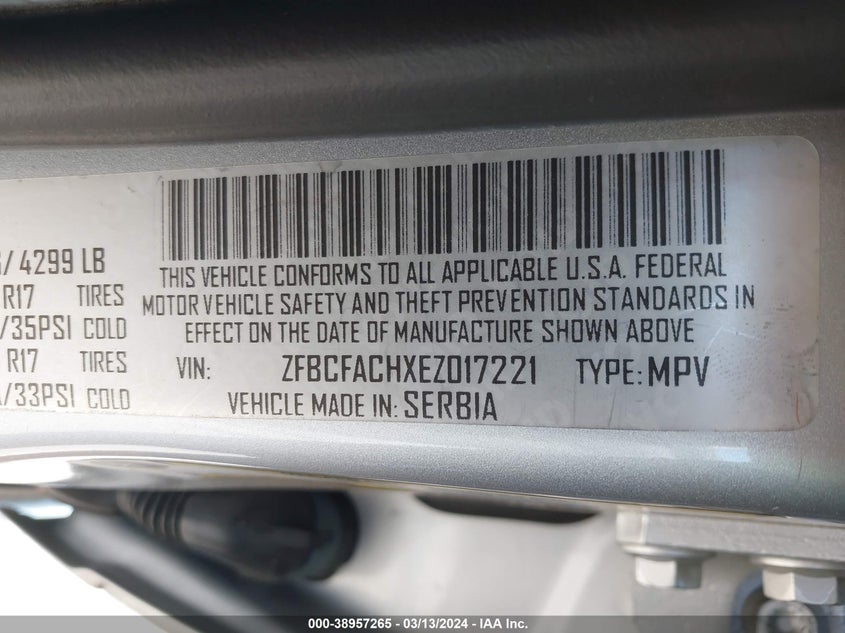 / 4299 LB
R17 TIRES
/35PSI COLD
R17 TIRES
/33PSI COLD
THIS VEHICLE CONFORMS TO ALL APPLICABLE U.S.A. FEDERAL
MOTOR VEHICLE SAFETY AND THEFT PREVENTION STANDARDS IN
EFFECT ON THE DATE OF MANUFACTURE SHOWN ABOVE
VIN: ZFBCFACHXEZ017221 TYPE: MPV
VEHICLE MADE IN: SERBIA
000-38957265 - 03/13/2024 - IAA Inc.